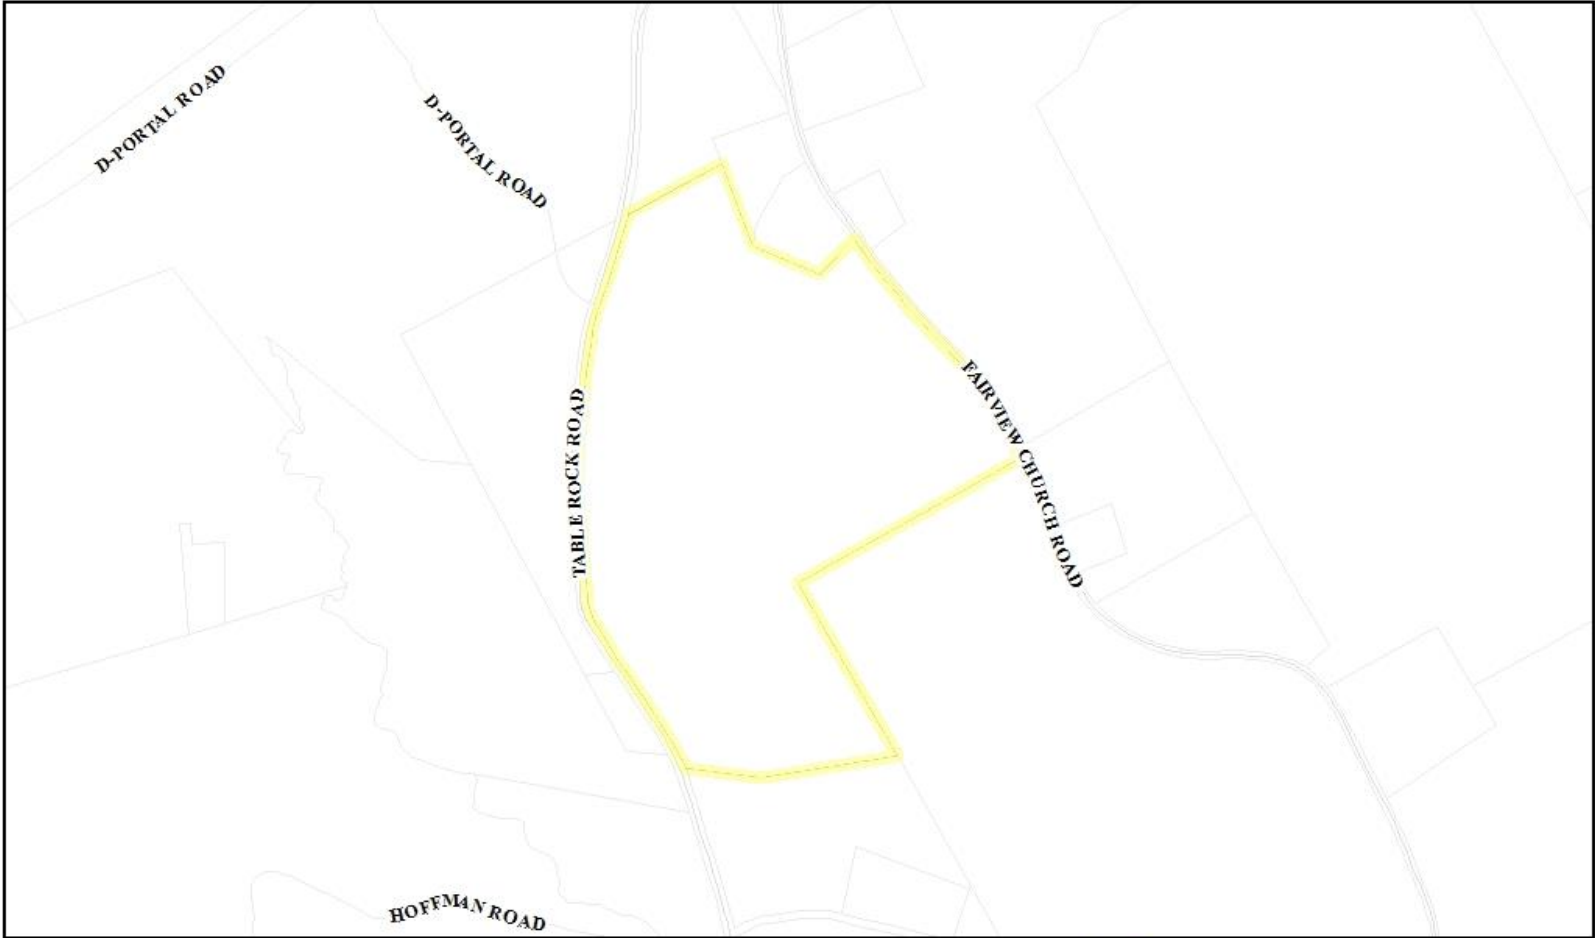 D-PORTAL ROAD
D-PORTAL ROAD
FAIRVIEW CHURCH ROAD
TABLE ROCK ROAD
HOFFMAN ROAD